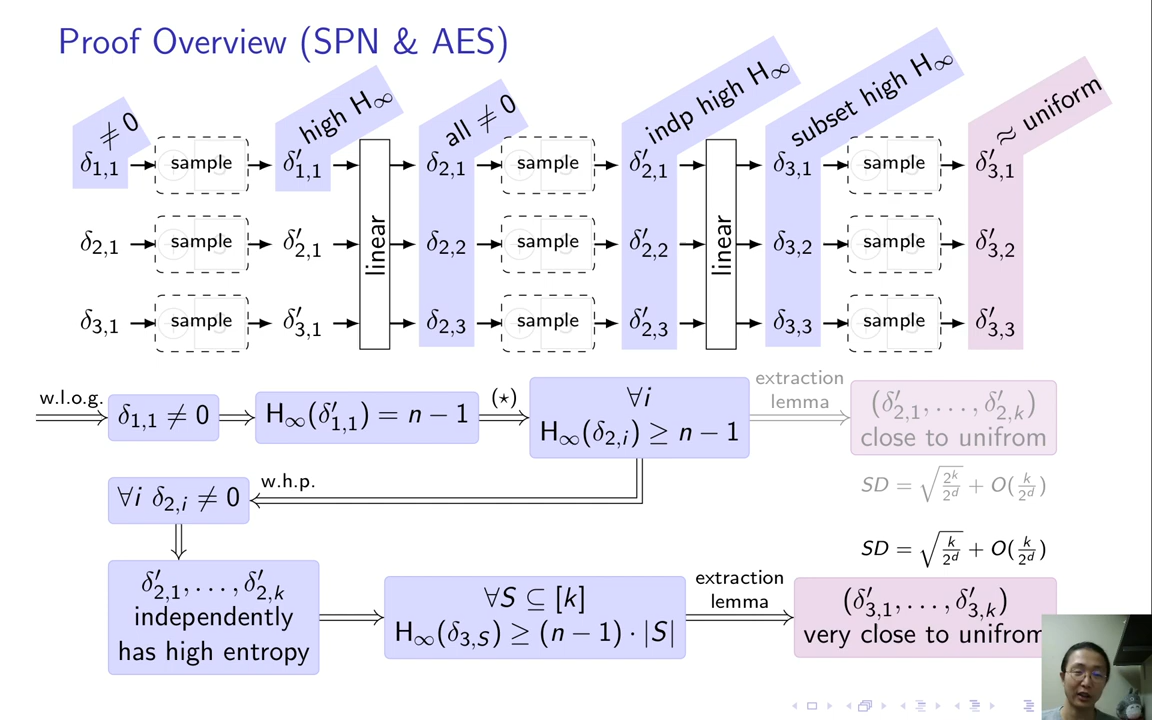 Proof Overview (SPN & AES)
≠ 0
high H∞
all ≠ 0
indp high H∞
subset high H∞
≈ uniform
δ1,1 sample δ′1,1 δ2,1 sample δ′2,1 δ3,1 sample δ′3,1
δ2,1 sample δ′2,1 linear δ2,2 sample δ′2,2 linear δ3,2 sample δ′3,2
δ3,1 sample δ′3,1 δ2,3 sample δ′2,3 δ3,3 sample δ′3,3
w.l.o.g.
δ1,1 ≠ 0
H∞(δ′1,1) = n − 1
(⋆)
∀i
H∞(δ2,i) ≥ n − 1
extraction
lemma
(δ′2,1, . . . , δ′2,k)
close to unifrom
SD = √(2^k/2^d) + O(k/2^d)
w.h.p.
∀i δ2,i ≠ 0
δ′2,1, . . . , δ′2,k
independently
has high entropy
∀S ⊆ [k]
H∞(δ3,S) ≥ (n − 1) · |S|
extraction
lemma
SD = √(k/2^d) + O(k/2^d)
(δ′3,1, . . . , δ′3,k)
very close to unifrom